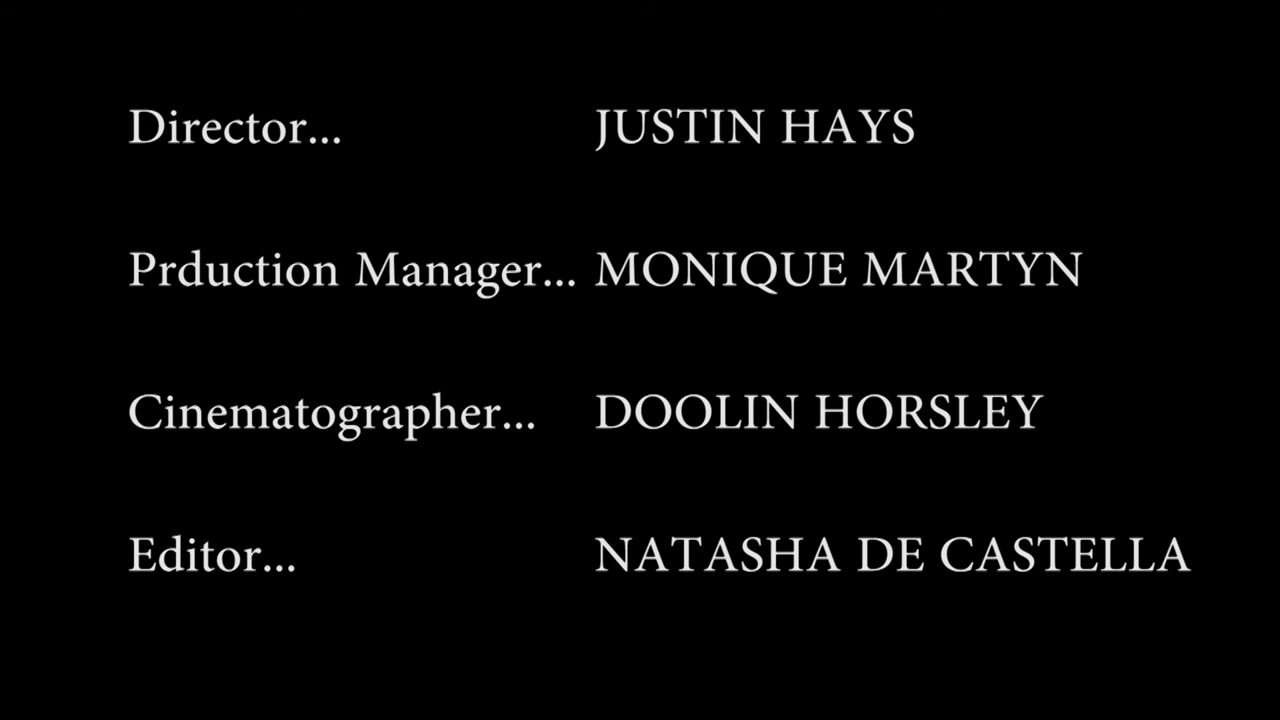 Director... JUSTIN HAYS
Prduction Manager... MONIQUE MARTYN
Cinematographer... DOOLIN HORSLEY
Editor... NATASHA DE CASTELLA